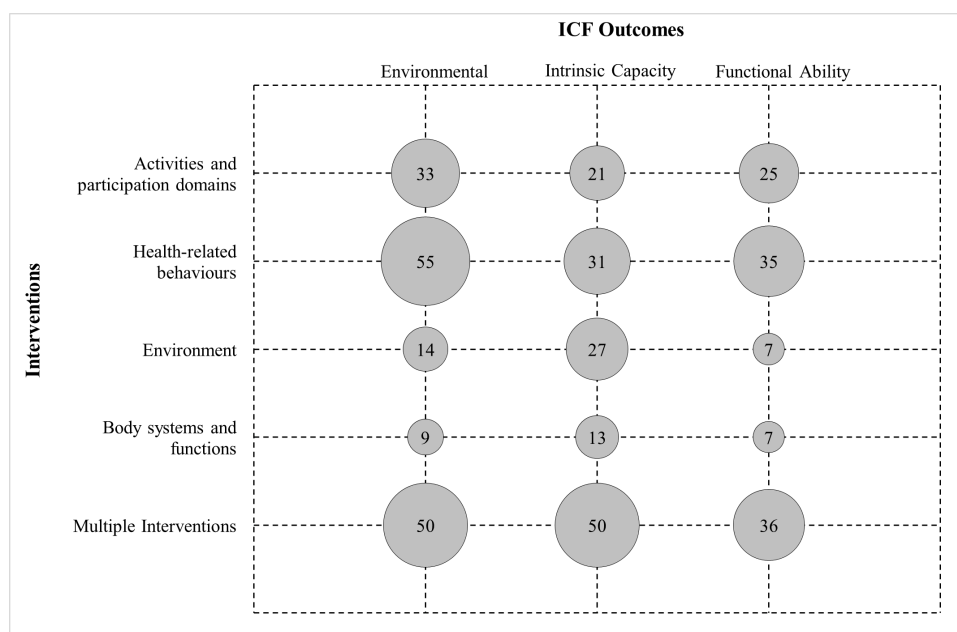 ICF Outcomes
Environmental
Intrinsic Capacity
Functional Ability
Interventions
Activities and
participation domains
33
21
25
Health-related
behaviours
55
31
35
Environment
14
27
7
Body systems and
functions
9
13
7
Multiple Interventions
50
50
36